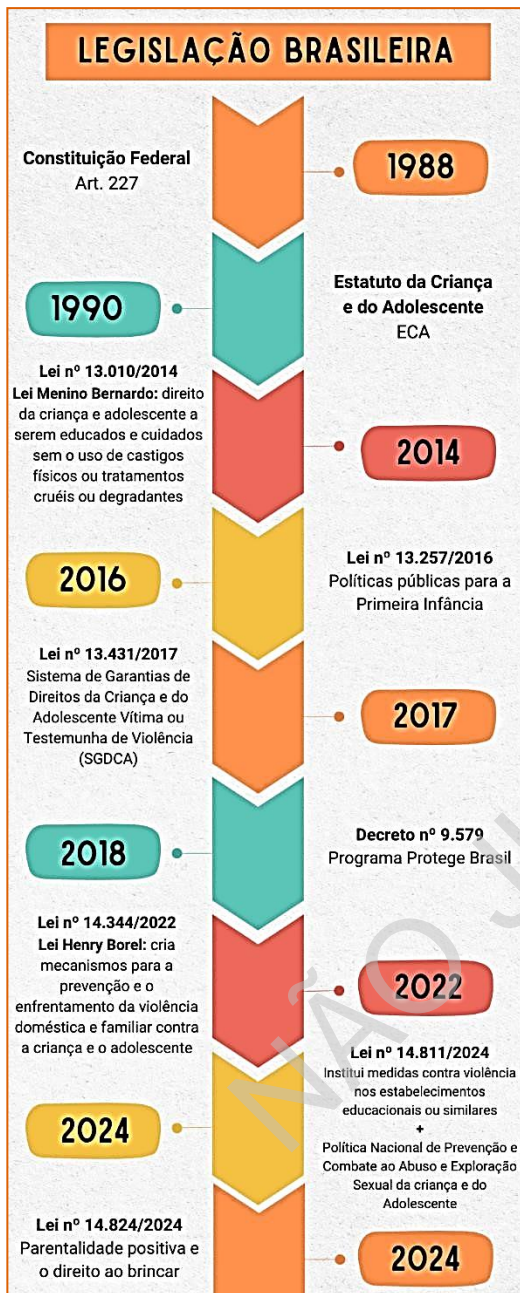 LEGISLAÇÃO BRASILEIRA
Constituição Federal
Art. 227
1988
1990
Estatuto da Criança
e do Adolescente
ECA
Lei nº 13.010/2014
Lei Menino Bernardo: direito
da criança e adolescente a
serem educados e cuidados
sem o uso de castigos
físicos ou tratamentos
cruéis ou degradantes
2014
2016
Lei nº 13.257/2016
Políticas públicas para a
Primeira Infância
Lei nº 13.431/2017
Sistema de Garantias de
Direitos da Criança e do
Adolescente Vítima ou
Testemunha de Violência
(SGDCA)
2017
2018
Decreto nº 9.579
Programa Protege Brasil
Lei nº 14.344/2022
Lei Henry Borel: cria
mecanismos para a
prevenção e o
enfrentamento da violência
doméstica e familiar contra
a criança e o adolescente
2022
Lei nº 14.811/2024
Institui medidas contra violência
nos estabelecimentos
educacionais ou similares
+
Política Nacional de Prevenção e
Combate ao Abuso e Exploração
Sexual da criança e do
Adolescente
2024
Lei nº 14.824/2024
Parentalidade positiva e
o direito ao brincar
2024
NÃO